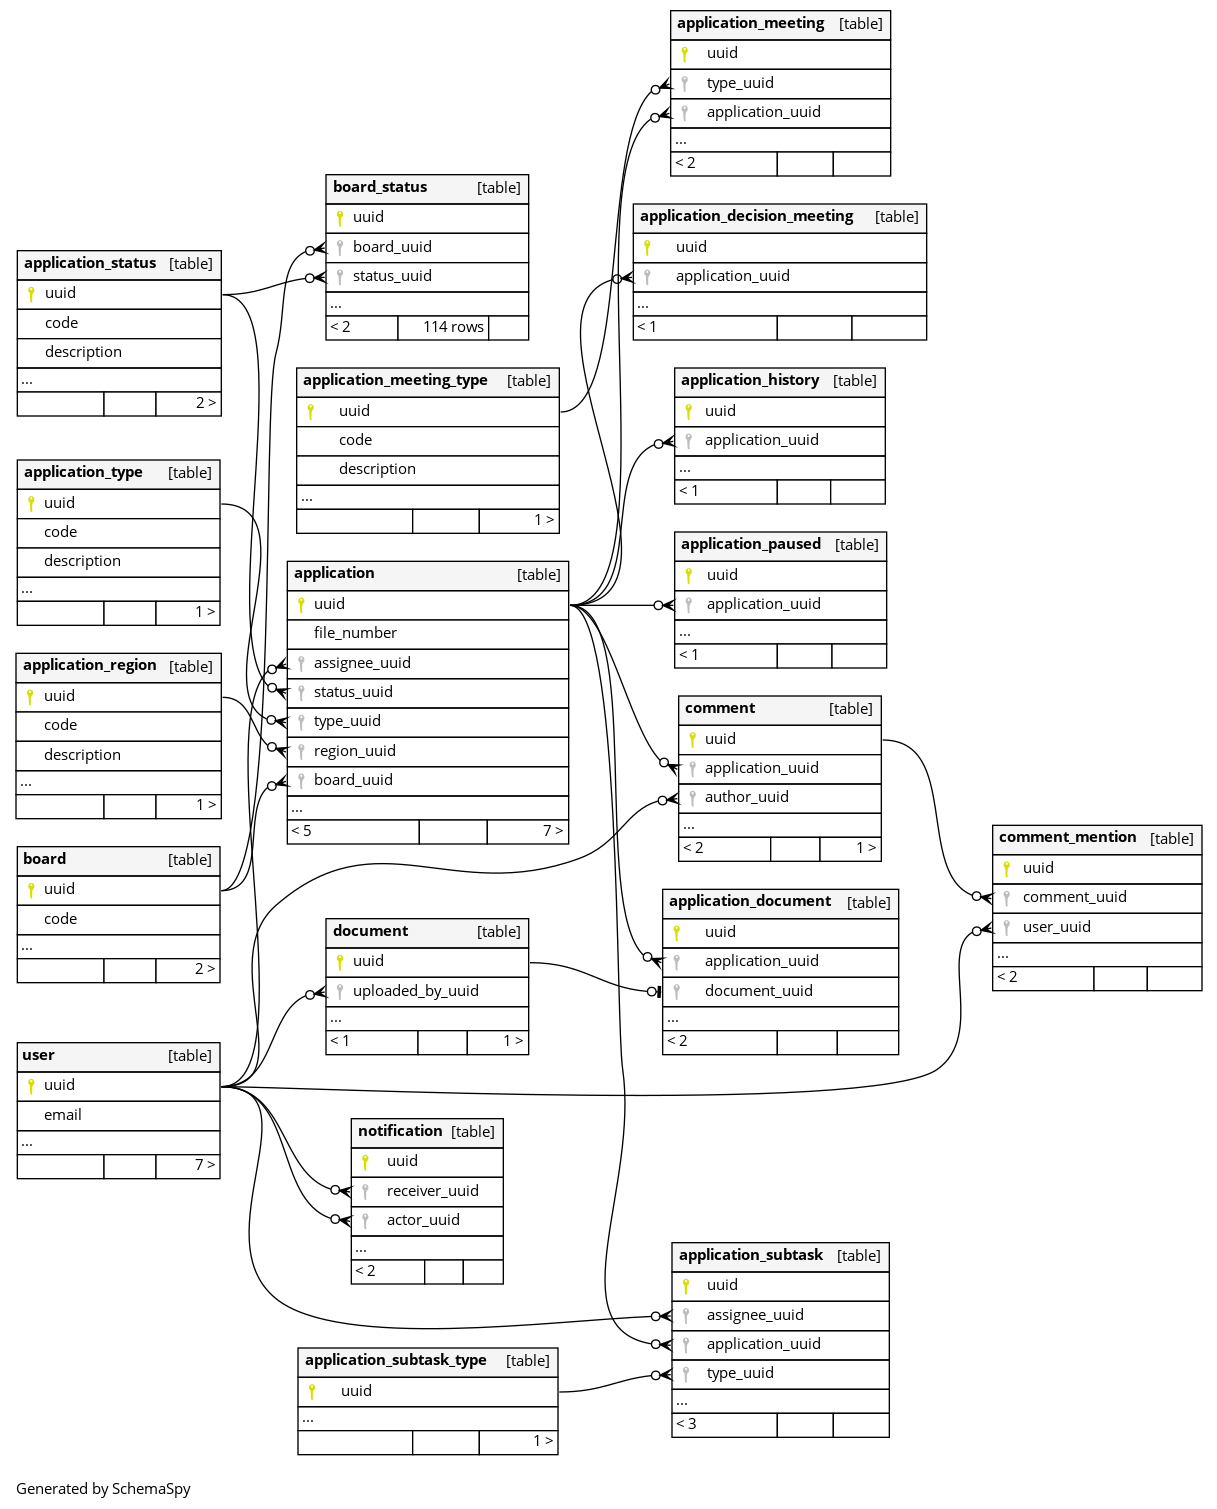 application_meeting [table]
uuid
type_uuid
application_uuid
...
< 2
board_status [table]
uuid
board_uuid
status_uuid
...
< 2 114 rows
application_decision_meeting [table]
uuid
application_uuid
...
< 1
application_status [table]
uuid
code
description
...
2 >
application_meeting_type [table]
uuid
code
description
...
1 >
application_history [table]
uuid
application_uuid
...
< 1
application_type [table]
uuid
code
description
...
1 >
application_paused [table]
uuid
application_uuid
...
< 1
application [table]
uuid
file_number
assignee_uuid
status_uuid
type_uuid
region_uuid
board_uuid
...
< 5 7 >
application_region [table]
uuid
code
description
...
1 >
comment [table]
uuid
application_uuid
author_uuid
...
< 2 1 >
comment_mention [table]
uuid
comment_uuid
user_uuid
...
< 2
board [table]
uuid
code
...
2 >
document [table]
uuid
uploaded_by_uuid
...
< 1 1 >
application_document [table]
uuid
application_uuid
document_uuid
...
< 2
user [table]
uuid
email
...
7 >
notification [table]
uuid
receiver_uuid
actor_uuid
...
< 2
application_subtask [table]
uuid
assignee_uuid
application_uuid
type_uuid
...
< 3
application_subtask_type [table]
uuid
...
1 >
Generated by SchemaSpy